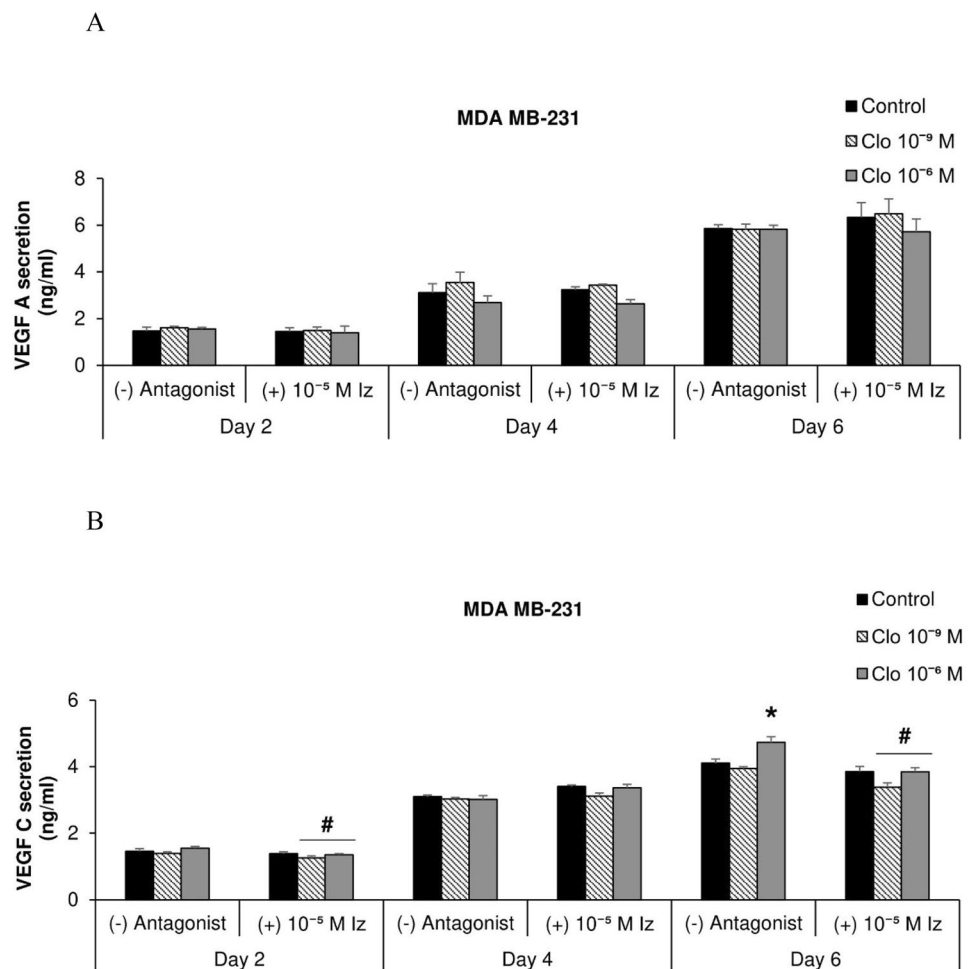 A
MDA MB-231
Control
Clo 10⁻⁹ M
Clo 10⁻⁶ M
VEGF A secretion
(ng/ml)
8
6
4
2
0
(-) Antagonist (+) 10⁻⁵ M Iz (-) Antagonist (+) 10⁻⁵ M Iz (-) Antagonist (+) 10⁻⁵ M Iz
Day 2 Day 4 Day 6
B
MDA MB-231
Control
Clo 10⁻⁹ M
Clo 10⁻⁶ M
VEGF C secretion
(ng/ml)
6
4
2
0
#
*
#
(-) Antagonist (+) 10⁻⁵ M Iz (-) Antagonist (+) 10⁻⁵ M Iz (-) Antagonist (+) 10⁻⁵ M Iz
Day 2 Day 4 Day 6